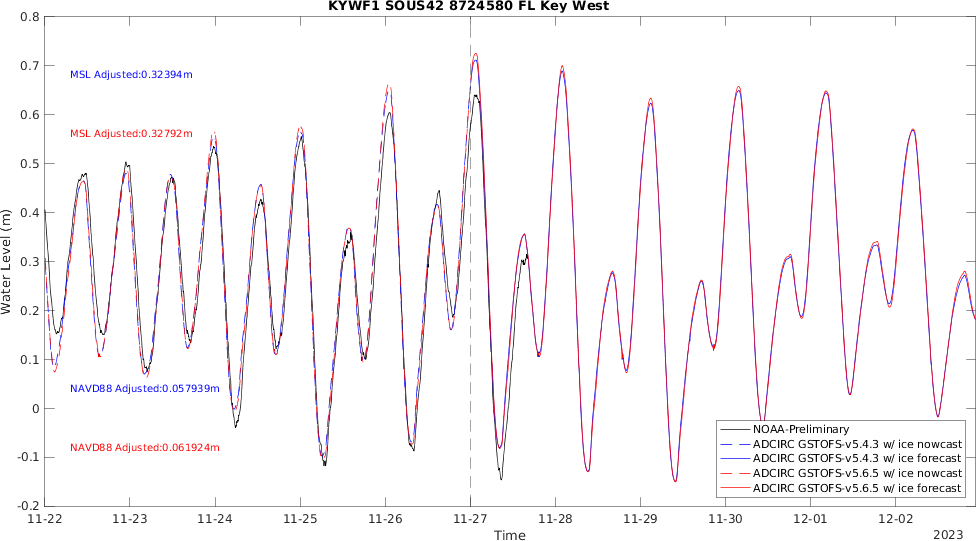 KYWF1 SOUS42 8724580 FL Key West
0.8
0.7
0.6
0.5
0.4
0.3
0.2
0.1
0
-0.1
-0.2
Water Level (m)
MSL Adjusted:0.32394m
MSL Adjusted:0.32792m
NAVD88 Adjusted:0.057939m
NAVD88 Adjusted:0.061924m
NOAA-Preliminary
ADCIRC GSTOFS-v5.4.3 w/ ice nowcast
ADCIRC GSTOFS-v5.4.3 w/ ice forecast
ADCIRC GSTOFS-v5.6.5 w/ ice nowcast
ADCIRC GSTOFS-v5.6.5 w/ ice forecast
11-22 11-23 11-24 11-25 11-26 11-27 11-28 11-29 11-30 12-01 12-02
Time
2023